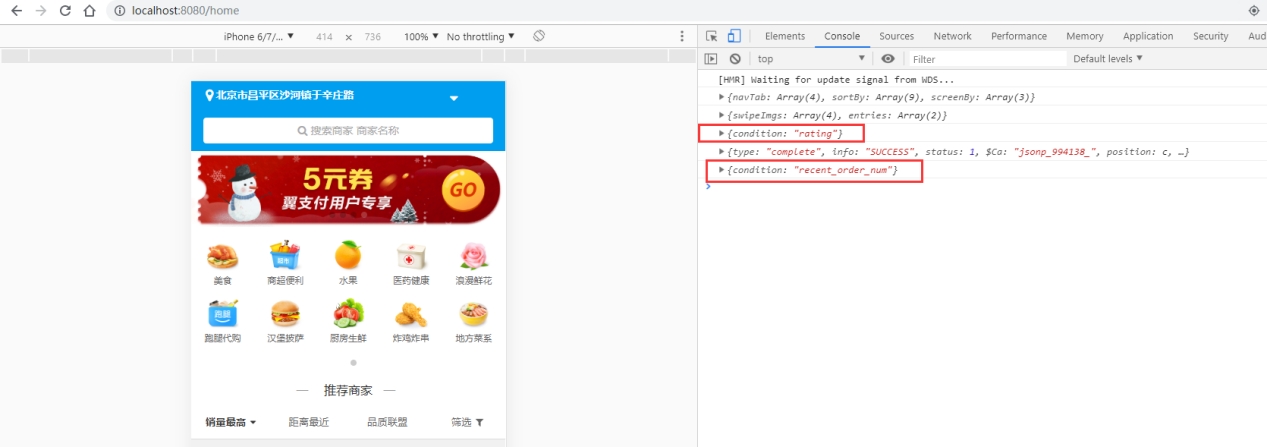 localhost:8080/home
iPhone 6/7/... ▼ 414 × 736 100% ▼ No throttling ▼
Elements Console Sources Network Performance Memory Application Security Aud
top ▼ Filter Default levels ▼
[HMR] Waiting for update signal from WDS...
{navTab: Array(4), sortBy: Array(9), screenBy: Array(3)}
{swipeImgs: Array(4), entries: Array(2)}
{condition: "rating"}
{type: "complete", info: "SUCCESS", status: 1, $Ca: "jsonp_994138_", position: c, …}
{condition: "recent_order_num"}
北京市昌平区沙河镇于辛庄路
搜索商家 商家名称
5元券
翼支付用户专享
GO
美食 商超便利 水果 医药健康 浪漫鲜花
跑腿代购 汉堡披萨 厨房生鲜 炸鸡炸串 地方菜系
— 推荐商家 —
销量最高 距离最近 品质联盟 筛选